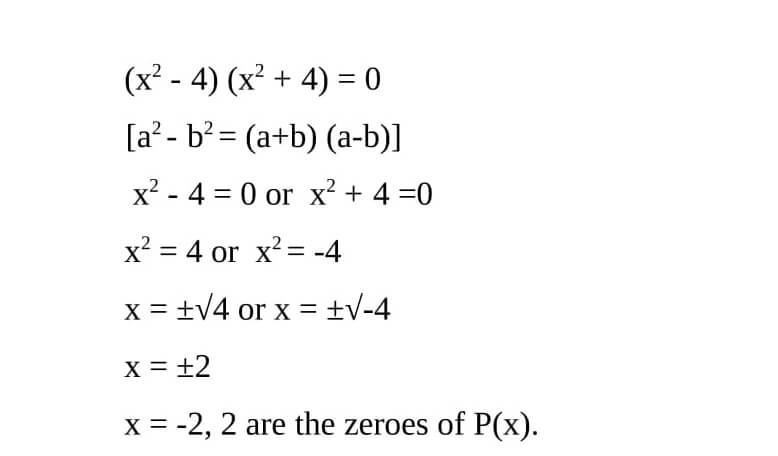 (x² - 4) (x² + 4) = 0
[a² - b² = (a+b) (a-b)]
x² - 4 = 0 or x² + 4 =0
x² = 4 or x² = -4
x = ±√4 or x = ±√-4
x = ±2
x = -2, 2 are the zeroes of P(x).